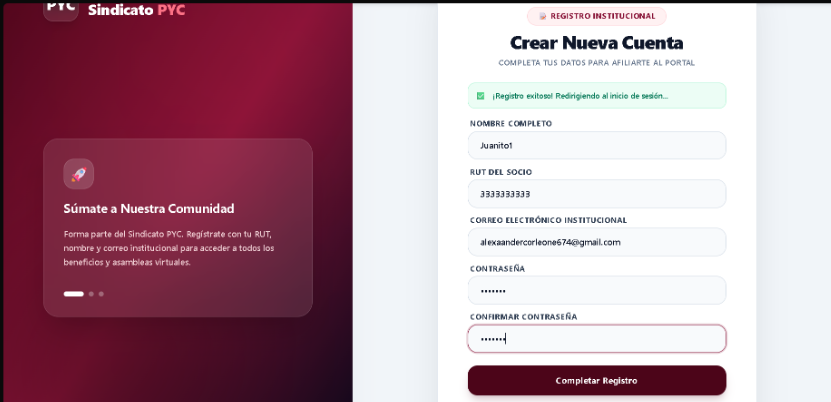 PYC
Sindicato PYC
Súmate a Nuestra Comunidad
Forma parte del Sindicato PYC. Regístrate con tu RUT,
nombre y correo institucional para acceder a todos los
beneficios y asambleas virtuales.
REGISTRO INSTITUCIONAL
Crear Nueva Cuenta
COMPLETA TUS DATOS PARA AFILIARTE AL PORTAL
¡Registro exitoso! Redirigiendo al inicio de sesión...
NOMBRE COMPLETO
Juanito1
RUT DEL SOCIO
3333333333
CORREO ELECTRÓNICO INSTITUCIONAL
alexaandercorleone674@gmail.com
CONTRASEÑA
•••••••
CONFIRMAR CONTRASEÑA
•••••••
Completar Registro